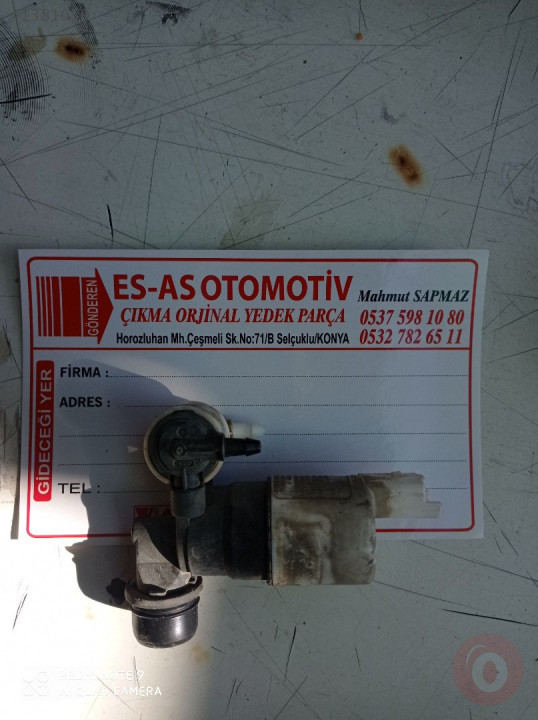 GÖNDEREN
ES-AS OTOMOTİV
ÇIKMA ORJİNAL YEDEK PARÇA
Horozluhan Mh.Çeşmeli Sk.No:71/B Selçuklu/KONYA
Mahmut SAPMAZ
0537 598 10 80
0532 782 65 11
GİDECEĞİ YER
FİRMA :
ADRES :
TEL :